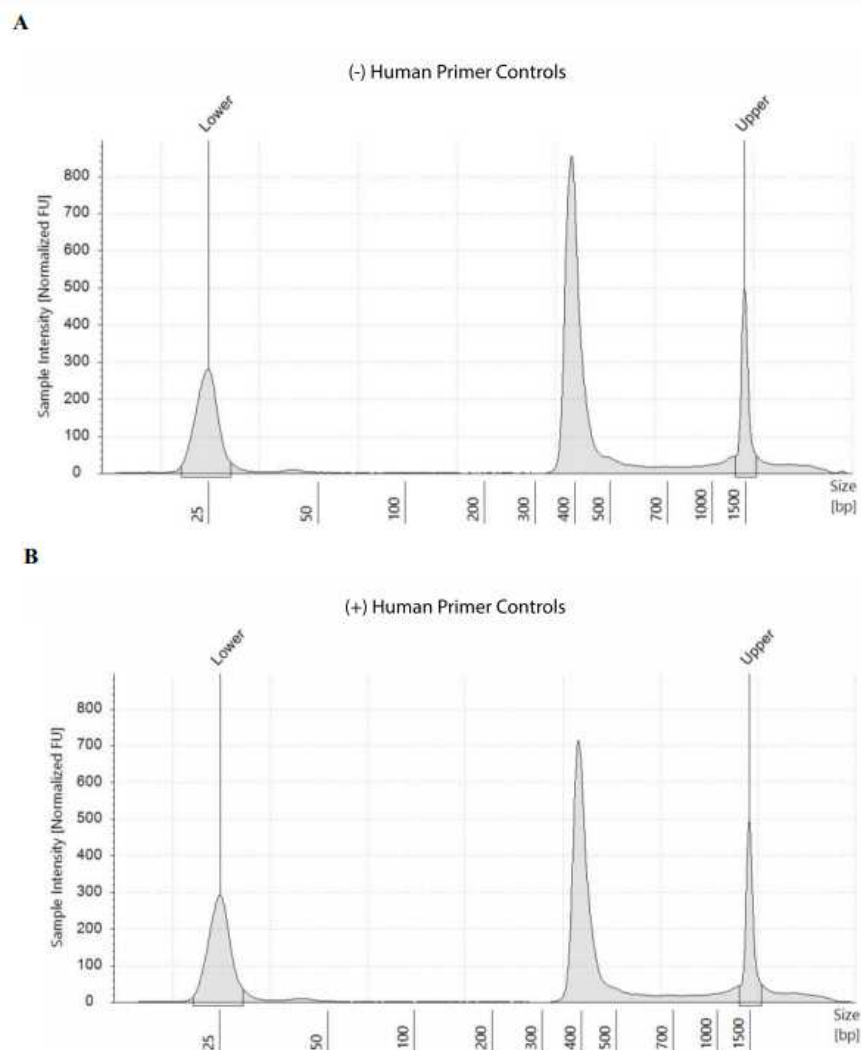 A
(-) Human Primer Controls
Lower
Upper
Sample Intensity [Normalized FU]
800
700
600
500
400
300
200
100
0
25
50
100
200
300
400
500
700
1000
1500
Size
[bp]
B
(+) Human Primer Controls
Lower
Upper
Sample Intensity [Normalized FU]
800
700
600
500
400
300
200
100
0
25
50
100
200
300
400
500
700
1000
1500
Size
[bp]